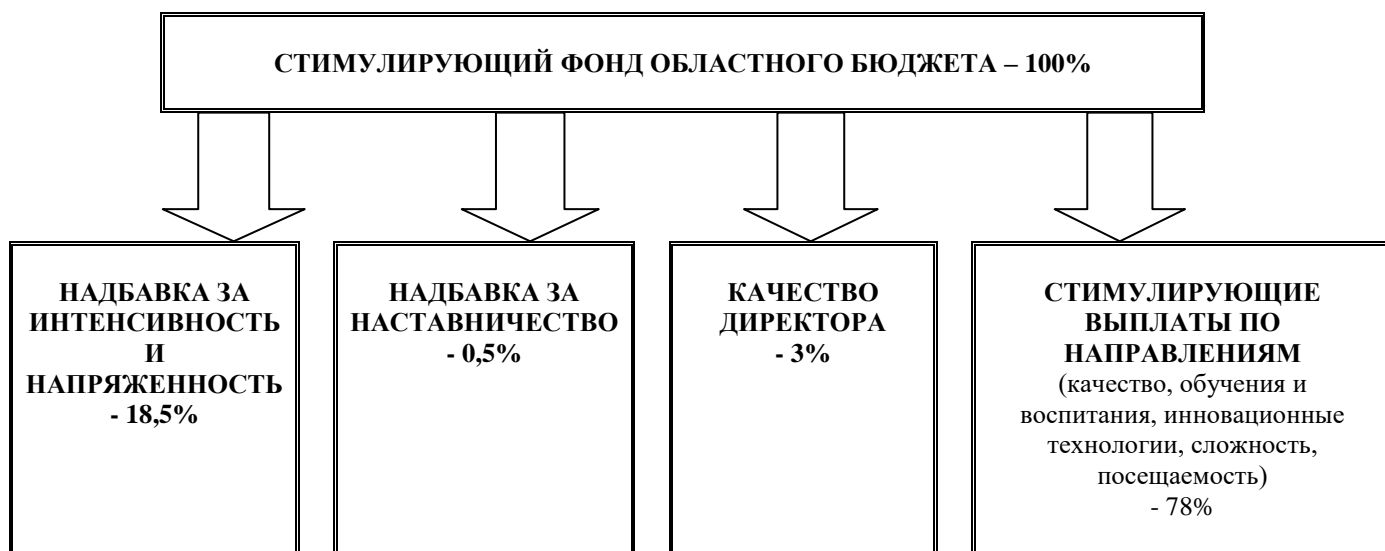 СТИМУЛИРУЮЩИЙ ФОНД ОБЛАСТНОГО БЮДЖЕТА – 100%
НАДБАВКА ЗА
ИНТЕНСИВНОСТЬ
И
НАПРЯЖЕННОСТЬ
- 18,5%
НАДБАВКА ЗА
НАСТАВНИЧЕСТВО
- 0,5%
КАЧЕСТВО
ДИРЕКТОРА
- 3%
СТИМУЛИРУЮЩИЕ
ВЫПЛАТЫ ПО
НАПРАВЛЕНИЯМ
(качество, обучения и
воспитания, инновационные
технологии, сложность,
посещаемость)
- 78%